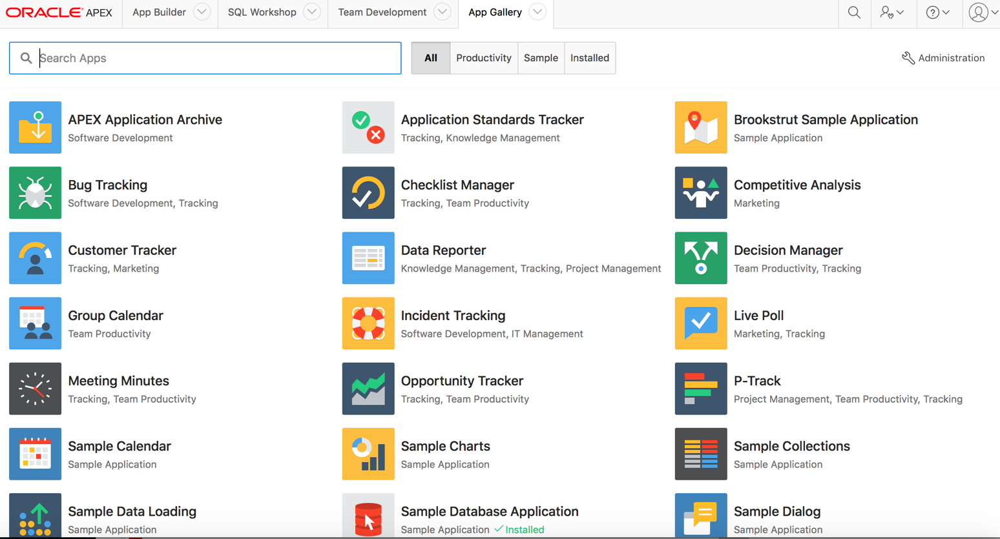 ORACLE® APEX App Builder SQL Workshop Team Development App Gallery
Search Apps All Productivity Sample Installed Administration
APEX Application Archive
Software Development
Application Standards Tracker
Tracking, Knowledge Management
Brookstrut Sample Application
Sample Application
Bug Tracking
Software Development, Tracking
Checklist Manager
Tracking, Team Productivity
Competitive Analysis
Marketing
Customer Tracker
Tracking, Marketing
Data Reporter
Knowledge Management, Tracking, Project Management
Decision Manager
Team Productivity, Tracking
Group Calendar
Team Productivity
Incident Tracking
Software Development, IT Management
Live Poll
Marketing, Tracking
Meeting Minutes
Tracking, Team Productivity
Opportunity Tracker
Tracking, Team Productivity
P-Track
Project Management, Team Productivity, Tracking
Sample Calendar
Sample Application
Sample Charts
Sample Application
Sample Collections
Sample Application
Sample Data Loading
Sample Application
Sample Database Application
Sample Application ✓ Installed
Sample Dialog
Sample Application